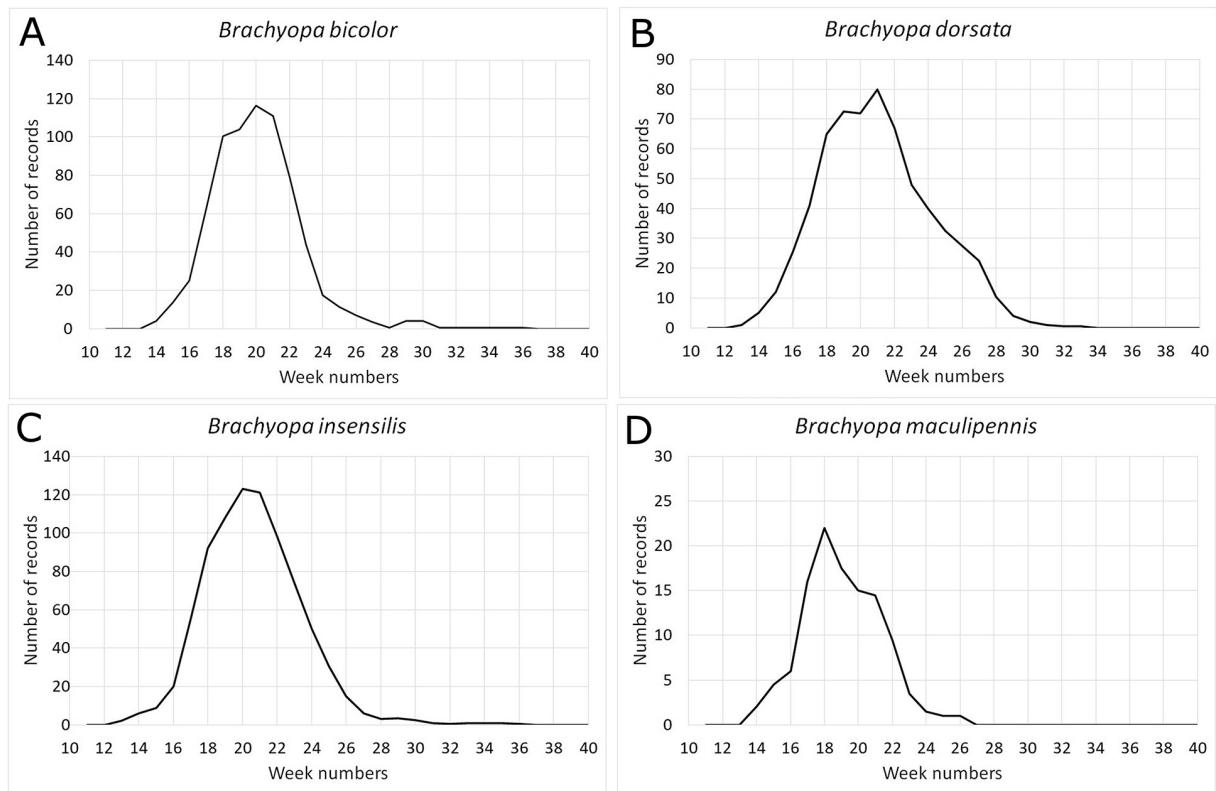 A
Brachyopa bicolor
140
120
100
80
60
40
20
0
Number of records
10 12 14 16 18 20 22 24 26 28 30 32 34 36 38 40
Week numbers
B
Brachyopa dorsata
90
80
70
60
50
40
30
20
10
0
Number of records
10 12 14 16 18 20 22 24 26 28 30 32 34 36 38 40
Week numbers
C
Brachyopa insensilis
140
120
100
80
60
40
20
0
Number of records
10 12 14 16 18 20 22 24 26 28 30 32 34 36 38 40
Week numbers
D
Brachyopa maculipennis
30
25
20
15
10
5
0
Number of records
10 12 14 16 18 20 22 24 26 28 30 32 34 36 38 40
Week numbers